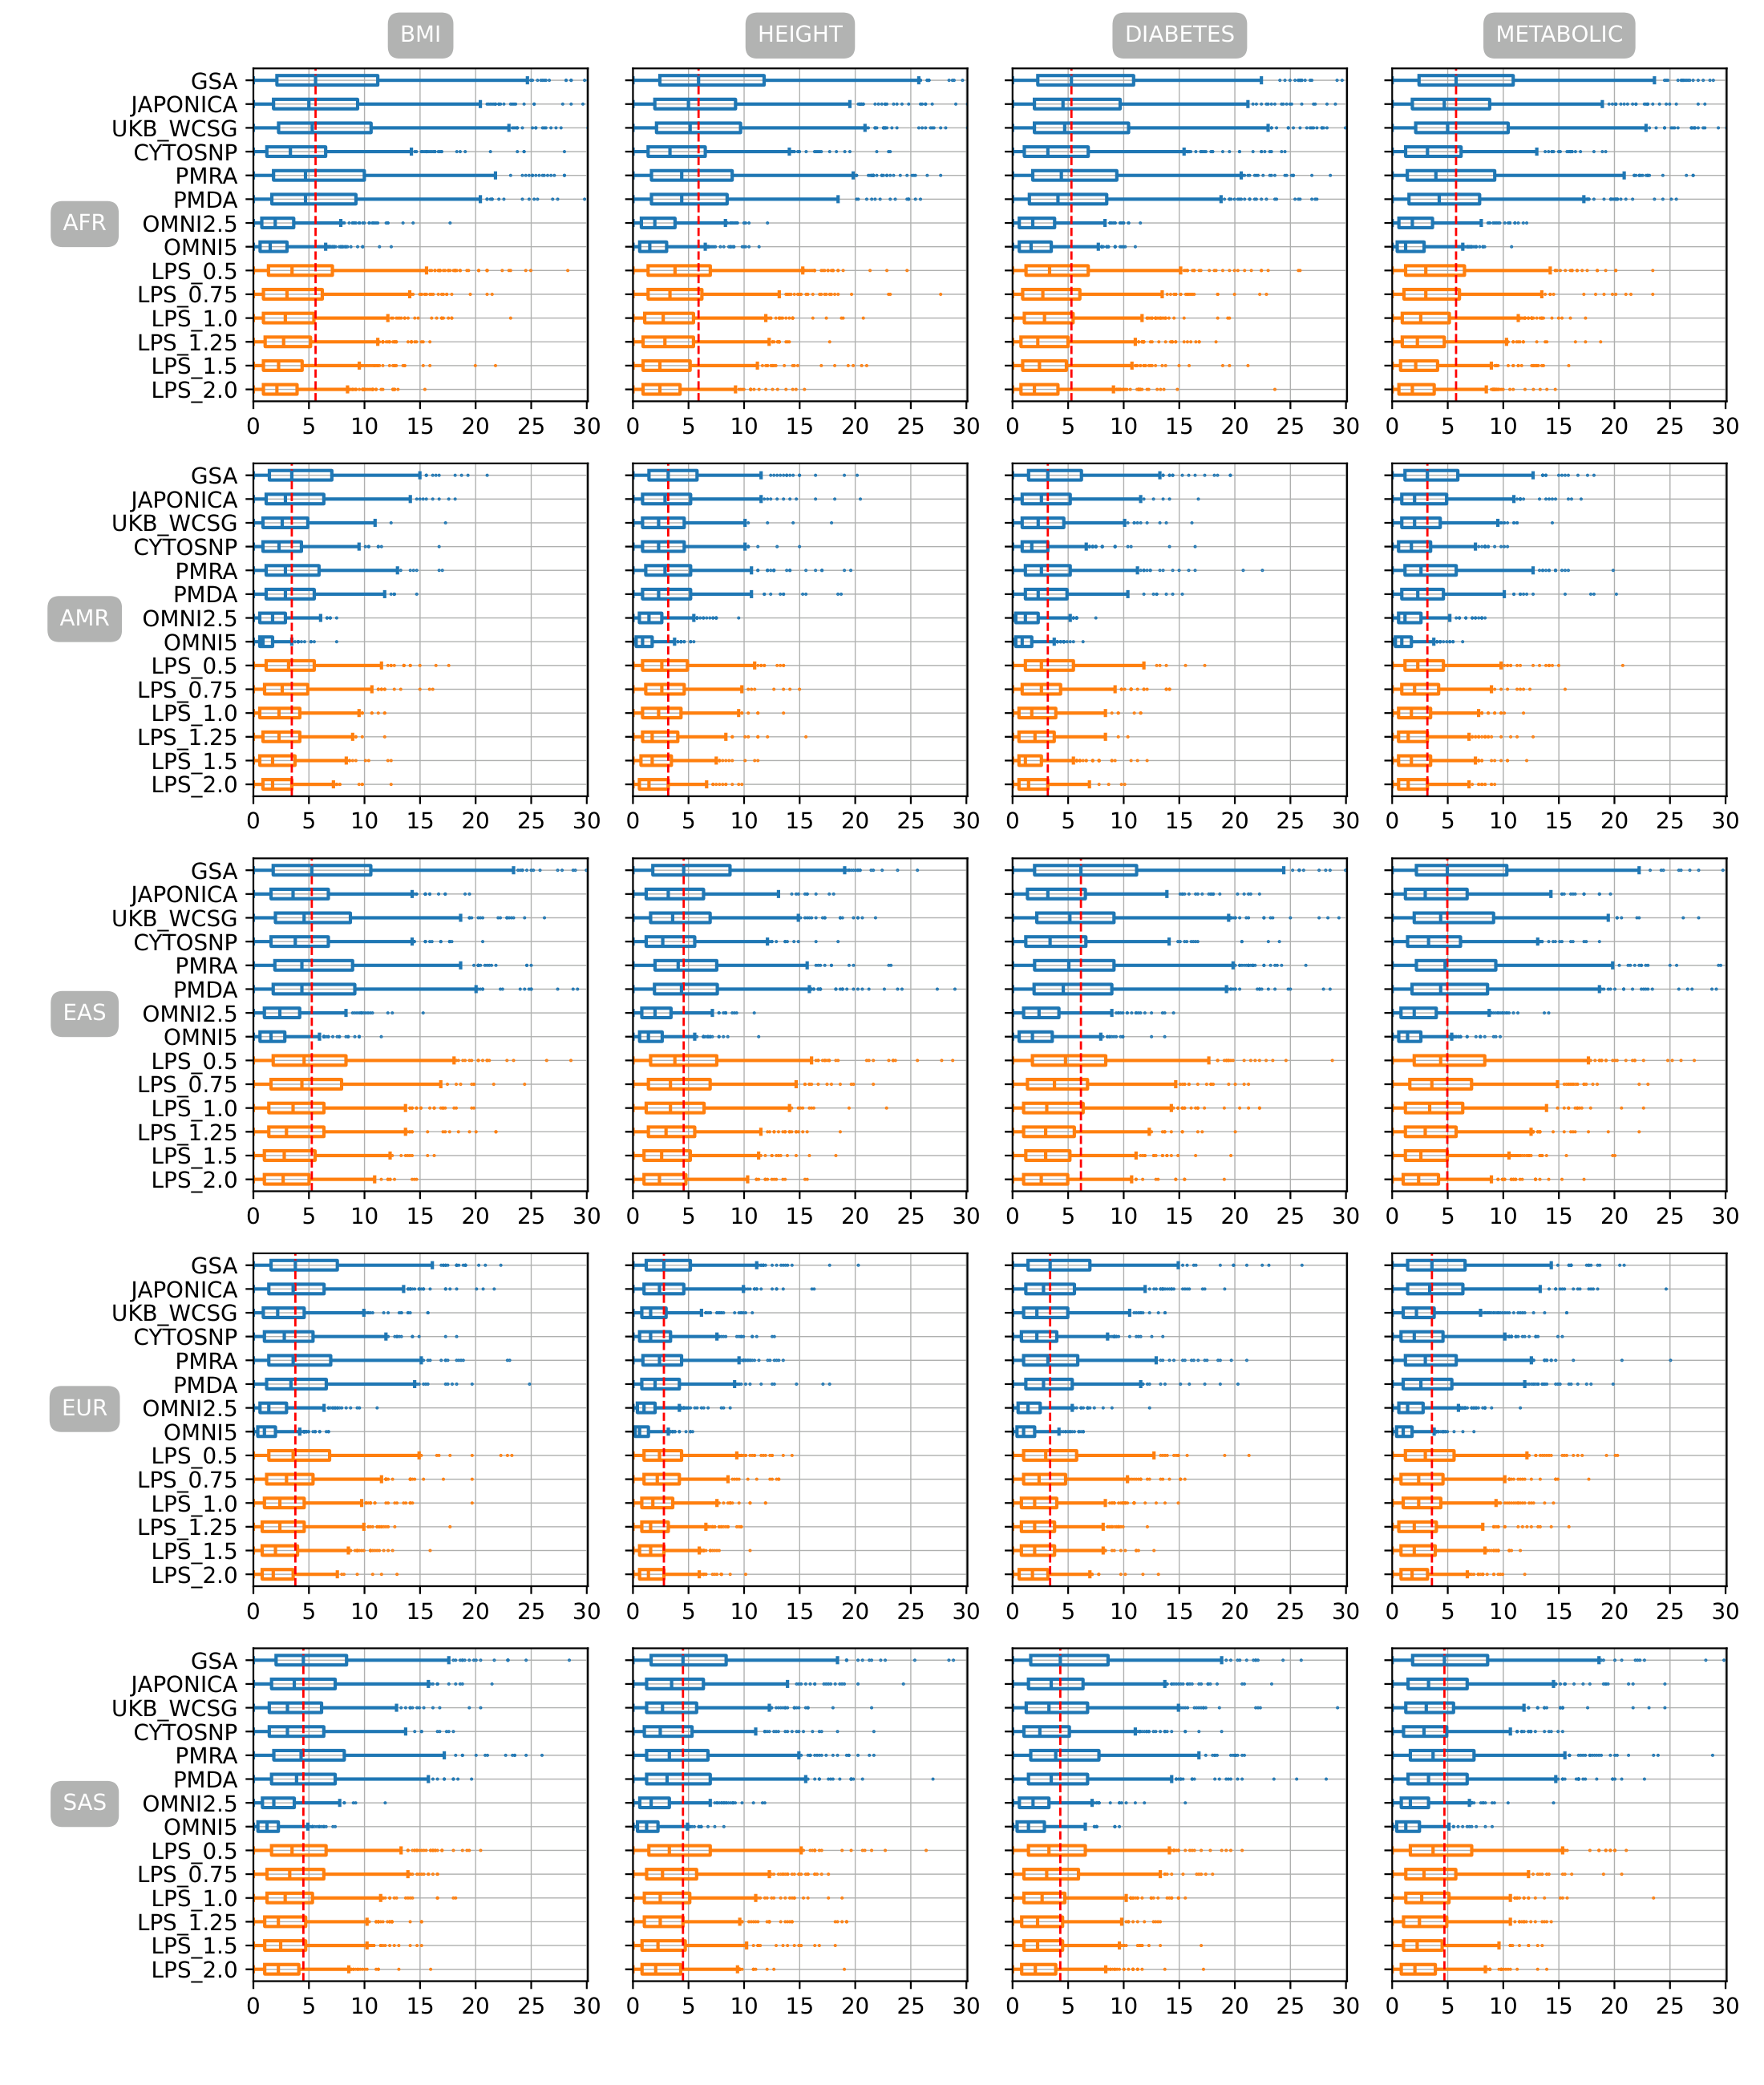 BMI HEIGHT DIABETES METABOLIC
AFR
GSA
JAPONICA
UKB_WCSG
CYTOSNP
PMRA
PMDA
OMNI2.5
OMNI5
LPS_0.5
LPS_0.75
LPS_1.0
LPS_1.25
LPS_1.5
LPS_2.0
0 5 10 15 20 25 30 0 5 10 15 20 25 30 0 5 10 15 20 25 30 0 5 10 15 20 25 30
AMR
GSA
JAPONICA
UKB_WCSG
CYTOSNP
PMRA
PMDA
OMNI2.5
OMNI5
LPS_0.5
LPS_0.75
LPS_1.0
LPS_1.25
LPS_1.5
LPS_2.0
0 5 10 15 20 25 30 0 5 10 15 20 25 30 0 5 10 15 20 25 30 0 5 10 15 20 25 30
EAS
GSA
JAPONICA
UKB_WCSG
CYTOSNP
PMRA
PMDA
OMNI2.5
OMNI5
LPS_0.5
LPS_0.75
LPS_1.0
LPS_1.25
LPS_1.5
LPS_2.0
0 5 10 15 20 25 30 0 5 10 15 20 25 30 0 5 10 15 20 25 30 0 5 10 15 20 25 30
EUR
GSA
JAPONICA
UKB_WCSG
CYTOSNP
PMRA
PMDA
OMNI2.5
OMNI5
LPS_0.5
LPS_0.75
LPS_1.0
LPS_1.25
LPS_1.5
LPS_2.0
0 5 10 15 20 25 30 0 5 10 15 20 25 30 0 5 10 15 20 25 30 0 5 10 15 20 25 30
SAS
GSA
JAPONICA
UKB_WCSG
CYTOSNP
PMRA
PMDA
OMNI2.5
OMNI5
LPS_0.5
LPS_0.75
LPS_1.0
LPS_1.25
LPS_1.5
LPS_2.0
0 5 10 15 20 25 30 0 5 10 15 20 25 30 0 5 10 15 20 25 30 0 5 10 15 20 25 30